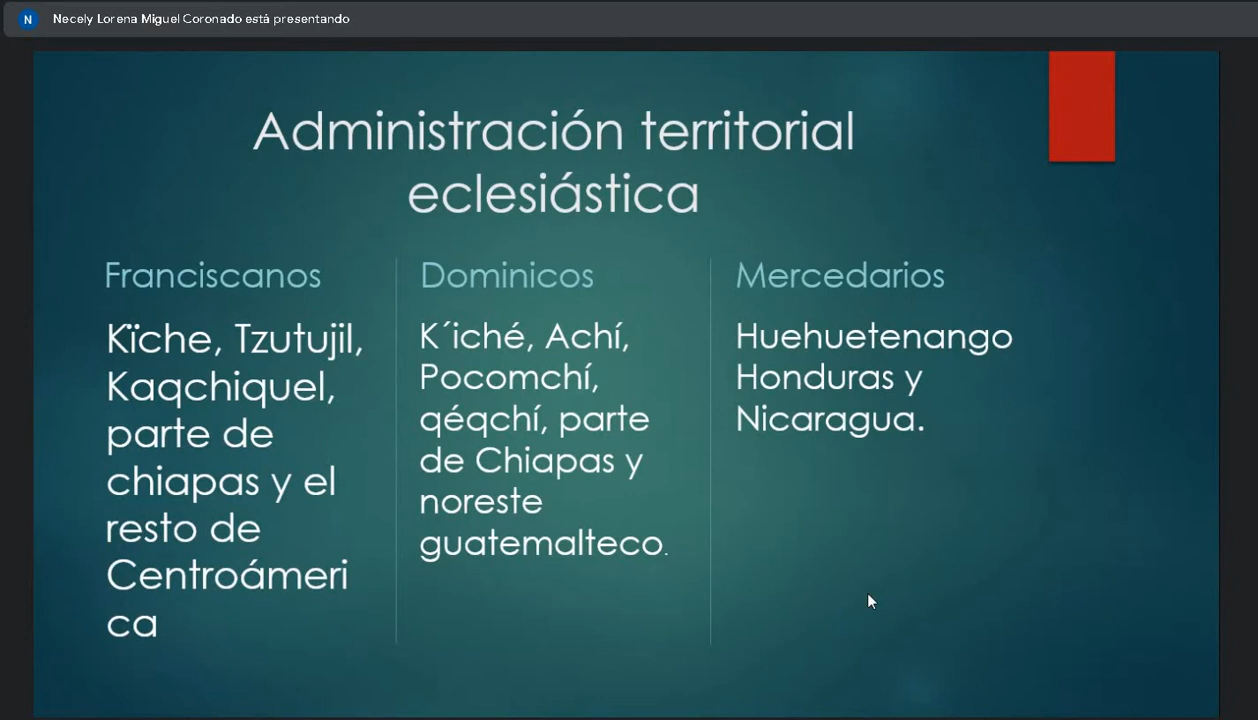 N Necely Lorena Miguel Coronado está presentando
Administración territorial
eclesiástica
Franciscanos
Kïche, Tzutujil,
Kaqchiquel,
parte de
chiapas y el
resto de
Centroámeri
ca
Dominicos
K´iché, Achí,
Pocomchí,
qéqchí, parte
de Chiapas y
noreste
guatemalteco.
Mercedarios
Huehuetenango
Honduras y
Nicaragua.